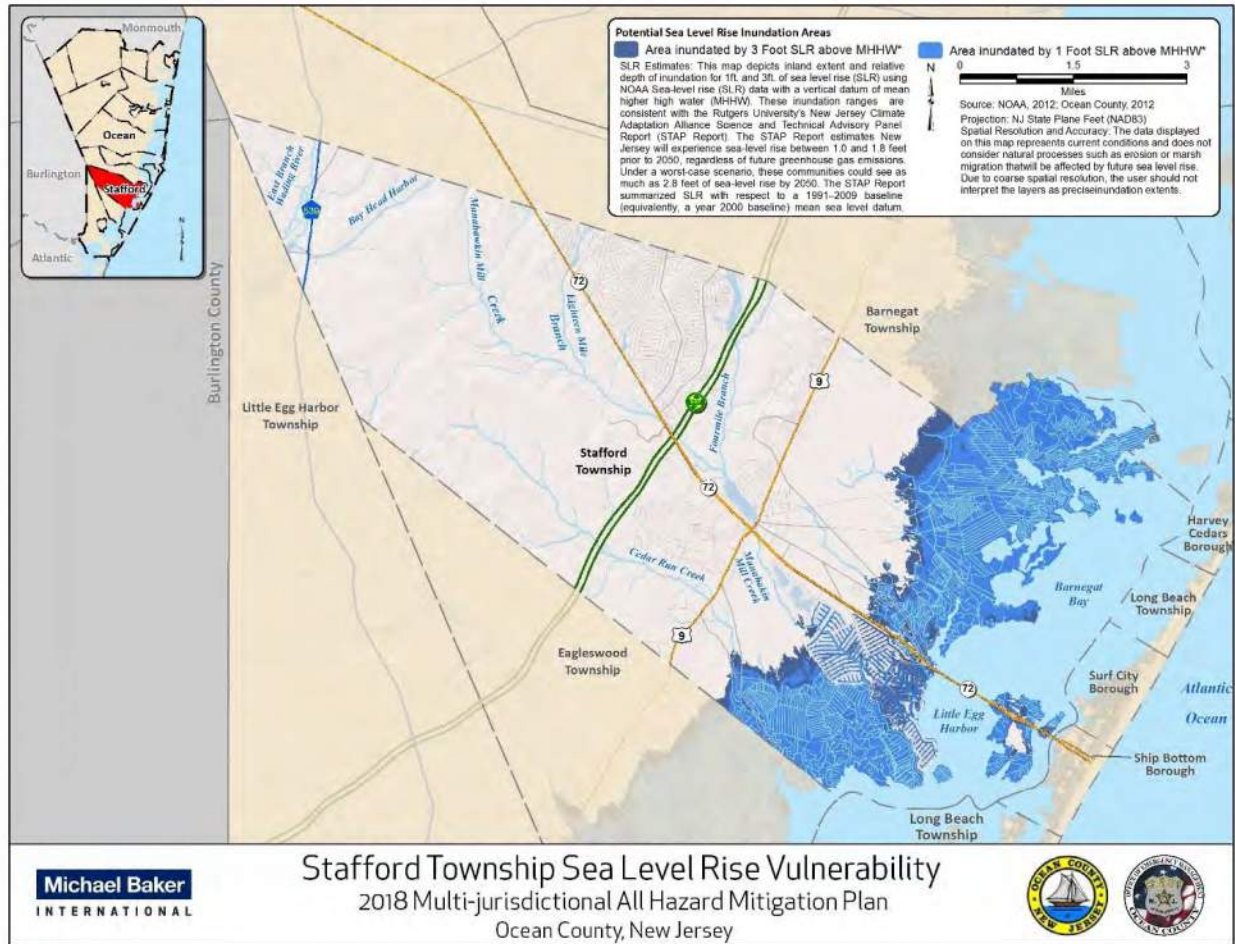 Monmouth
Ocean
Burlington
Stafford
Atlantic
N
Potential Sea Level Rise Inundation Areas
Area inundated by 3 Foot SLR above MHHW*
SLR Estimates: This map depicts inland extent and relative
depth of inundation for 1ft. and 3ft. of sea level rise (SLR) using
NOAA Sea-level rise (SLR) data with a vertical datum of mean
higher high water (MHHW). These inundation ranges are
consistent with the Rutgers University's New Jersey Climate
Adaptation Alliance Science and Technical Advisory Panel
Report (STAP Report). The STAP Report estimates New
Jersey will experience sea-level rise between 1.0 and 1.8 feet
prior to 2050, regardless of future greenhouse gas emissions.
Under a worst-case scenario, these communities could see as
much as 2.8 feet of sea-level rise by 2050. The STAP Report
summarized SLR with respect to a 1991-2009 baseline
(equivalently, a year 2000 baseline) mean sea level datum.
Area inundated by 1 Foot SLR above MHHW*
N
0 1.5 3
Miles
Source: NOAA, 2012; Ocean County, 2012
Projection: NJ State Plane Feet (NAD83)
Spatial Resolution and Accuracy: The data displayed
on this map represents current conditions and does not
consider natural processes such as erosion or marsh
migration thatwill be affected by future sea level rise.
Due to coarse spatial resolution, the user should not
interpret the layers as preciseinundation extents.
East Branch
Wading River
539
Bay Head Harbor
Manahawkin Mill
Creek
Eighteen Mile
Branch
72
Burlington County
Barnegat
Township
9
Fourmile Branch
Little Egg Harbor
Township
Stafford
Township
72
Harvey
Cedars
Borough
Cedar Run Creek
Manahakin
Mill Creek
Barnegat
Bay
Long Beach
Township
9
Eagleswood
Township
Surf City
Borough
72
Atlantic
Ocean
Little Egg
Harbor
Ship Bottom
Borough
Long Beach
Township
Michael Baker
INTERNATIONAL
Stafford Township Sea Level Rise Vulnerability
2018 Multi-jurisdictional All Hazard Mitigation Plan
Ocean County, New Jersey
OCEAN COUNTY
NEW JERSEY
OFFICE OF EMERGENCY MANAGEMENT
OCEAN COUNTY